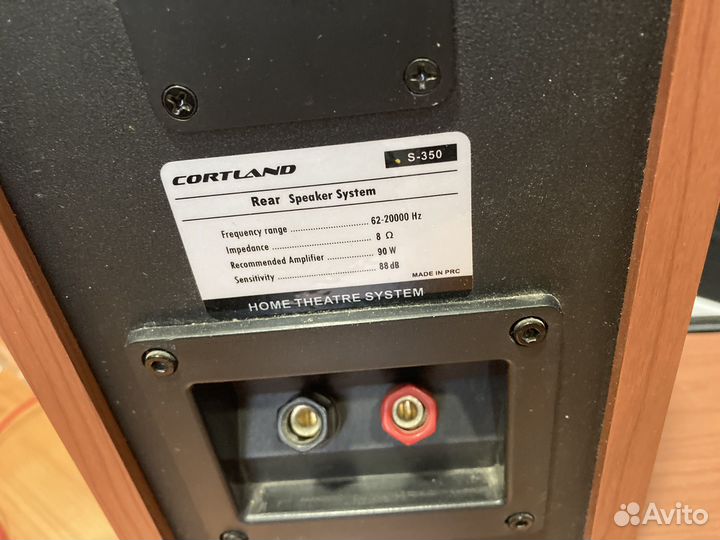 CORTLAND S-350
Rear Speaker System
Frequency range ........................ 62-20000 Hz
Impedance ........................ 8 Ω
Recommended Amplifier ................ 90 W
Sensitivity ........................ 88 dB
MADE IN PRC
HOME THEATRE SYSTEM
Avito